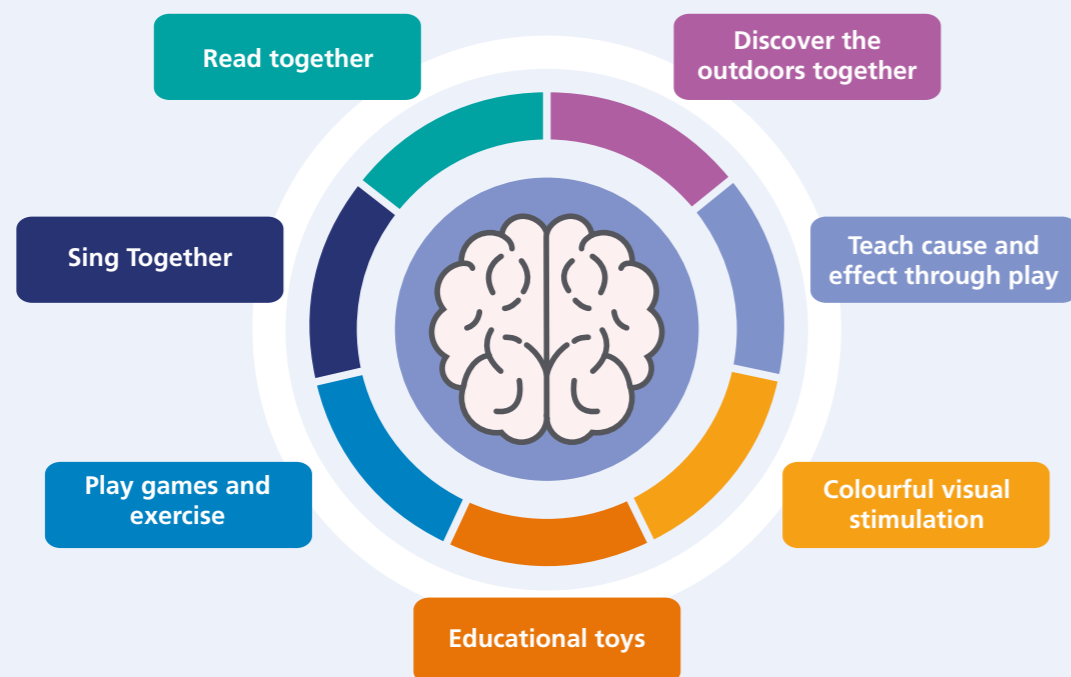 Read together
Discover the
outdoors together
Sing Together
Teach cause and
effect through play
Play games and
exercise
Colourful visual
stimulation
Educational toys